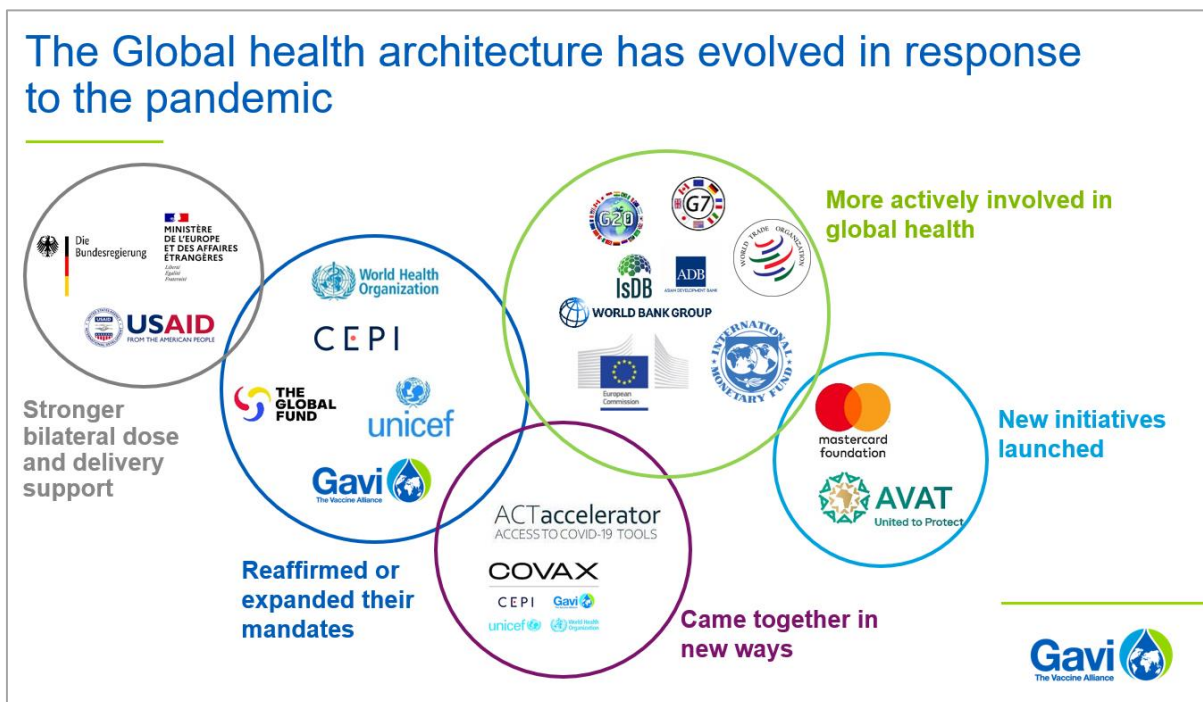 The Global health architecture has evolved in response
to the pandemic
Die
Bundesregierung
MINISTÈRE
DE L'EUROPE
ET DES AFFAIRES
ÉTRANGÈRES
Liberté
Égalité
Fraternité
USAID
FROM THE AMERICAN PEOPLE
Stronger
bilateral dose
and delivery
support
World Health
Organization
CEPI
THE
GLOBAL
FUND
unicef
Gavi
The Vaccine Alliance
Reaffirmed or
expanded their
mandates
G20
G7
WORLD TRADE ORGANIZATION
IsDB
ADB
ASIAN DEVELOPMENT BANK
WORLD BANK GROUP
European
Commission
INTERNATIONAL
MONETARY FUND
More actively involved in
global health
ACTaccelerator
ACCESS TO COVID-19 TOOLS
COVAX
CEPI
Gavi
unicef
World Health
Organization
Came together in
new ways
mastercard
foundation
AVAT
United to Protect
New initiatives
launched
Gavi
The Vaccine Alliance